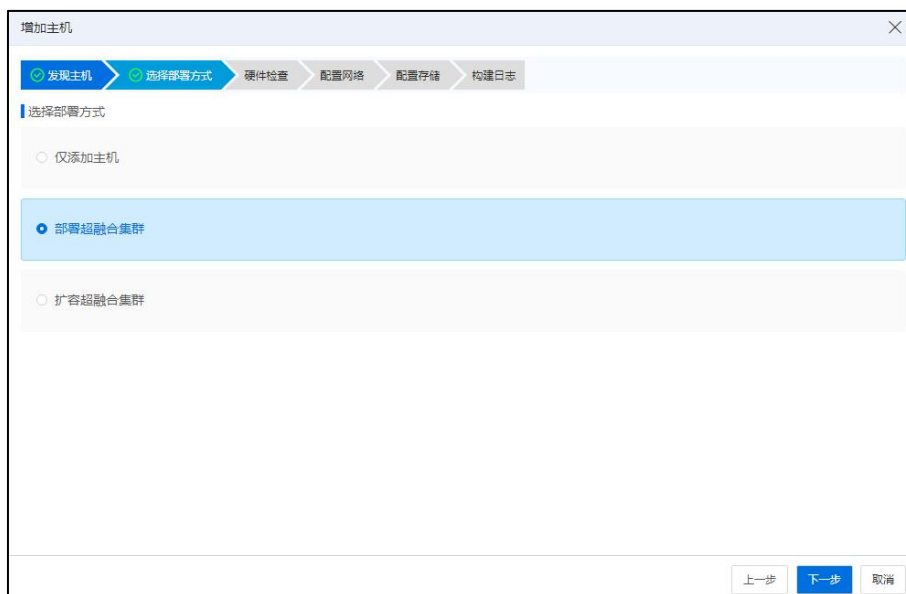 增加主机
发现主机 选择部署方式 硬件检查 配置网络 配置存储 构建日志
选择部署方式
仅添加主机
部署超融合集群
扩容超融合集群
上一步 下一步 取消